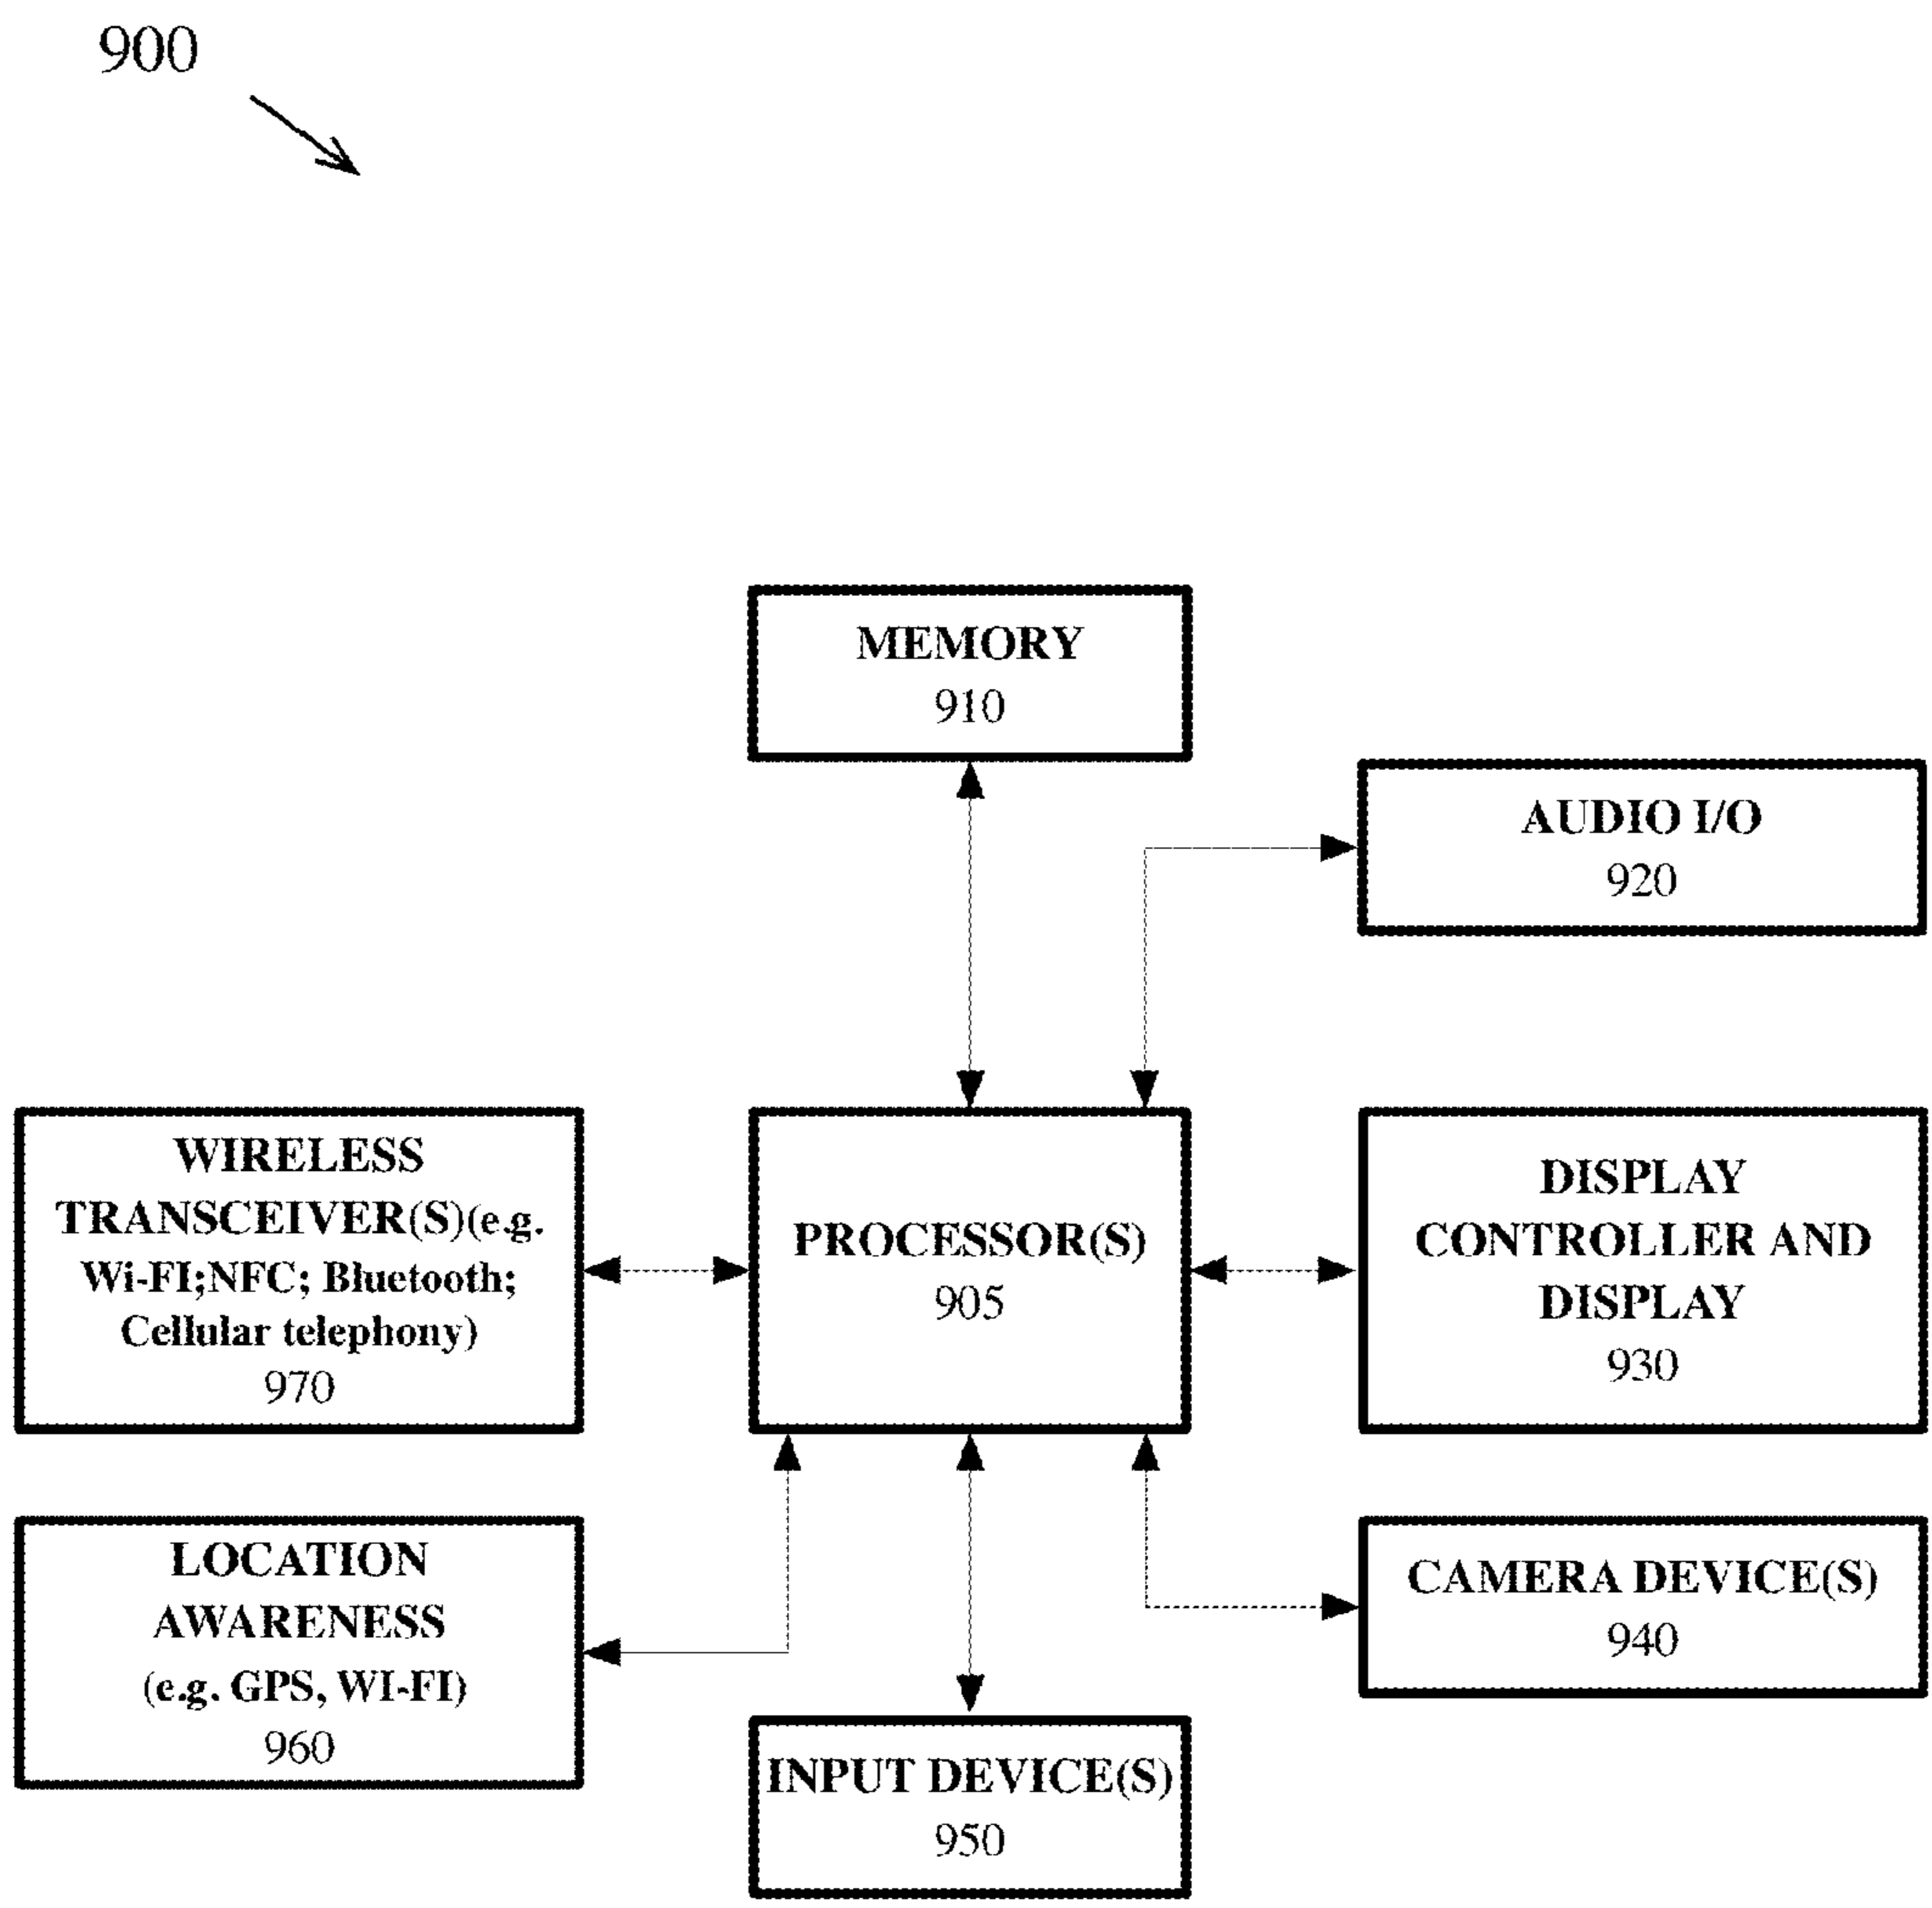 900
MEMORY
910
AUDIO I/O
920
WIRELESS
TRANSCEIVER(S)(e.g.
Wi-FI;NFC; Bluetooth;
Cellular telephony)
970
PROCESSOR(S)
905
DISPLAY
CONTROLLER AND
DISPLAY
930
LOCATION
AWARENESS
(e.g. GPS, WI-FI)
960
CAMERA DEVICE(S)
940
INPUT DEVICE(S)
950